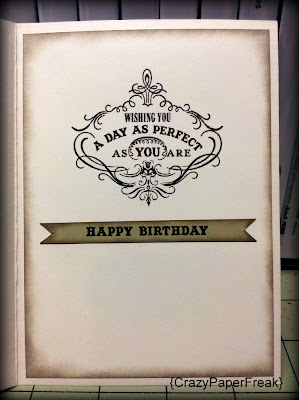 WISHING YOU
A DAY AS PERFECT
AS YOU ARE
HAPPY BIRTHDAY
{CrazyPaperFreak}